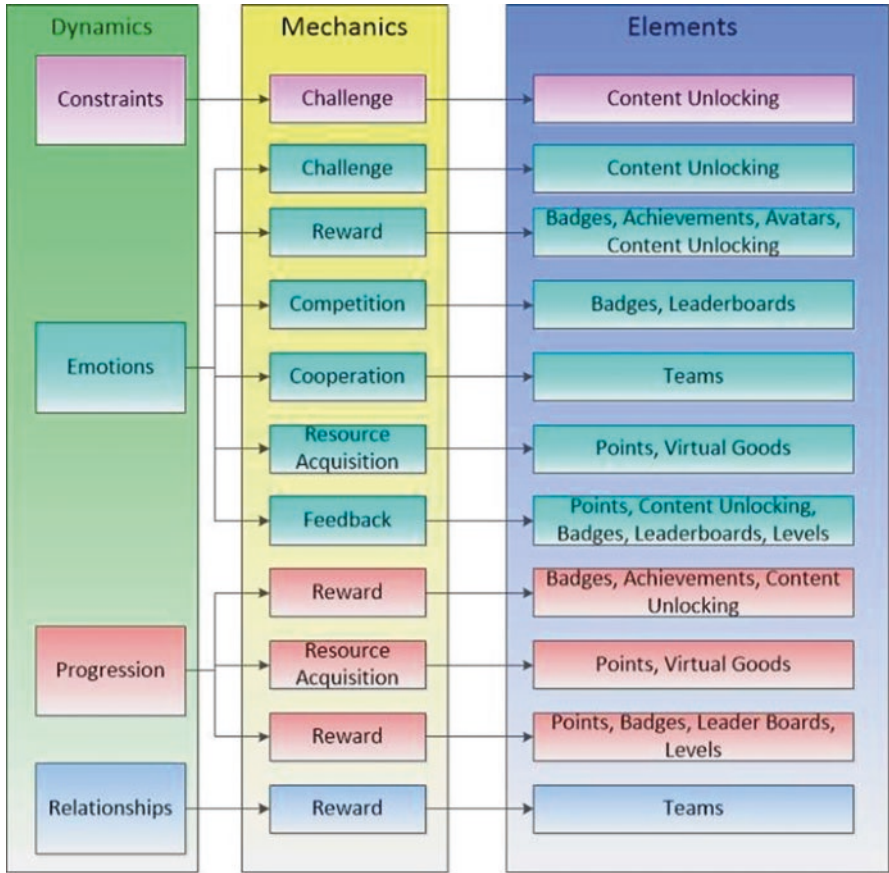 Dynamics
Mechanics
Elements
Constraints
Challenge
Content Unlocking
Challenge
Content Unlocking
Reward
Badges, Achievements, Avatars,
Content Unlocking
Competition
Badges, Leaderboards
Emotions
Cooperation
Teams
Resource
Acquisition
Points, Virtual Goods
Feedback
Points, Content Unlocking,
Badges, Leaderboards, Levels
Reward
Badges, Achievements, Content
Unlocking
Progression
Resource
Acquisition
Points, Virtual Goods
Reward
Points, Badges, Leader Boards,
Levels
Relationships
Reward
Teams